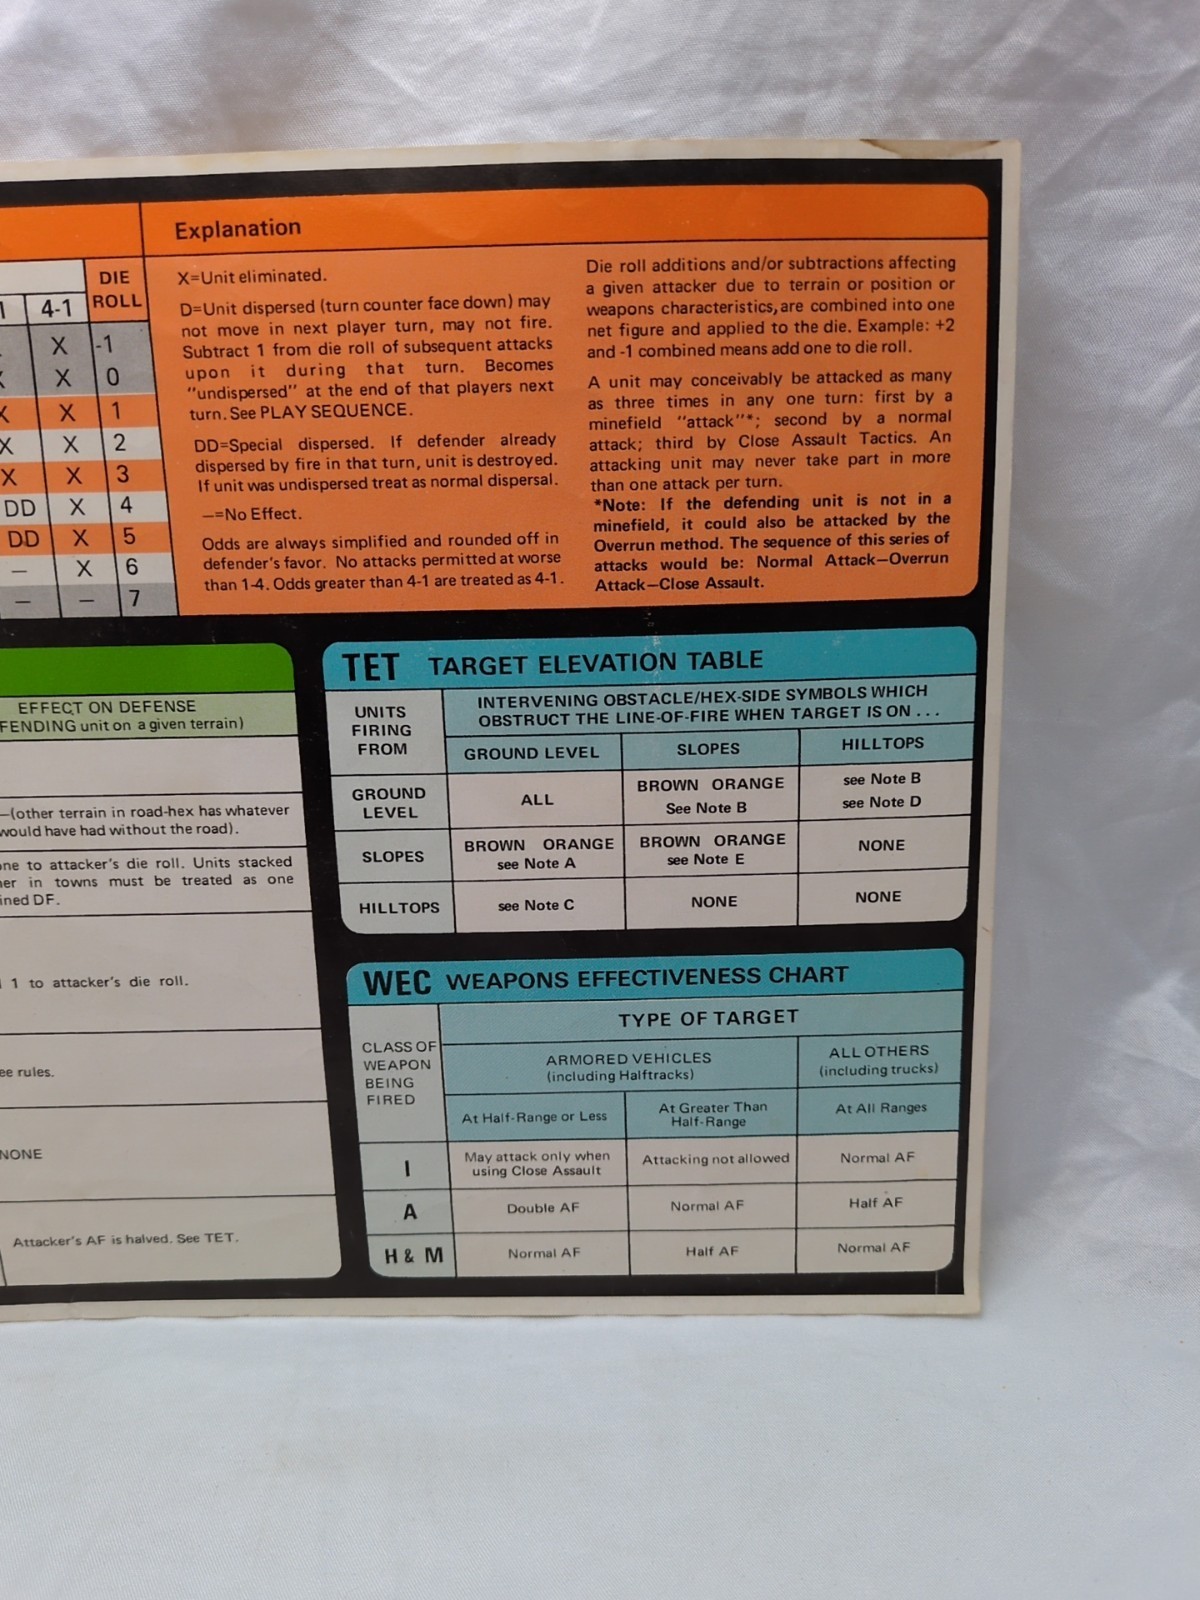 Explanation
1 4-1 DIE ROLL
X -1
X 0
X X 1
X X 2
X X 3
DD X 4
DD X 5
— X 6
— — 7
X=Unit eliminated.
D=Unit dispersed (turn counter face down) may
not move in next player turn, may not fire.
Subtract 1 from die roll of subsequent attacks
upon it during that turn. Becomes
"undispersed" at the end of that players next
turn. See PLAY SEQUENCE.
DD=Special dispersed. If defender already
dispersed by fire in that turn, unit is destroyed.
If unit was undispersed treat as normal dispersal.
—=No Effect.
Odds are always simplified and rounded off in
defender's favor. No attacks permitted at worse
than 1-4. Odds greater than 4-1 are treated as 4-1.
Die roll additions and/or subtractions affecting
a given attacker due to terrain or position or
weapons characteristics, are combined into one
net figure and applied to the die. Example: +2
and -1 combined means add one to die roll.
A unit may conceivably be attacked as many
as three times in any one turn: first by a
minefield "attack"*; second by a normal
attack; third by Close Assault Tactics. An
attacking unit may never take part in more
than one attack per turn.
*Note: If the defending unit is not in a
minefield, it could also be attacked by the
Overrun method. The sequence of this series of
attacks would be: Normal Attack—Overrun
Attack—Close Assault.
EFFECT ON DEFENSE
FENDING unit on a given terrain)
—(other terrain in road-hex has whatever
would have had without the road).
one to attacker's die roll. Units stacked
her in towns must be treated as one
ined DF.
1 to attacker's die roll.
ee rules.
NONE
Attacker's AF is halved. See TET.
TET TARGET ELEVATION TABLE
UNITS
FIRING
FROM
INTERVENING OBSTACLE/HEX-SIDE SYMBOLS WHICH
OBSTRUCT THE LINE-OF-FIRE WHEN TARGET IS ON . . .
GROUND LEVEL SLOPES HILLTOPS
GROUND
LEVEL
ALL
BROWN ORANGE
See Note B
see Note B
see Note D
SLOPES
BROWN ORANGE
see Note A
BROWN ORANGE
see Note E
NONE
HILLTOPS see Note C NONE NONE
WEC WEAPONS EFFECTIVENESS CHART
CLASS OF
WEAPON
BEING
FIRED
TYPE OF TARGET
ARMORED VEHICLES
(including Halftracks)
ALL OTHERS
(including trucks)
At Half-Range or Less
At Greater Than
Half-Range
At All Ranges
I
May attack only when
using Close Assault
Attacking not allowed
Normal AF
A Double AF Normal AF Half AF
H & M Normal AF Half AF Normal AF